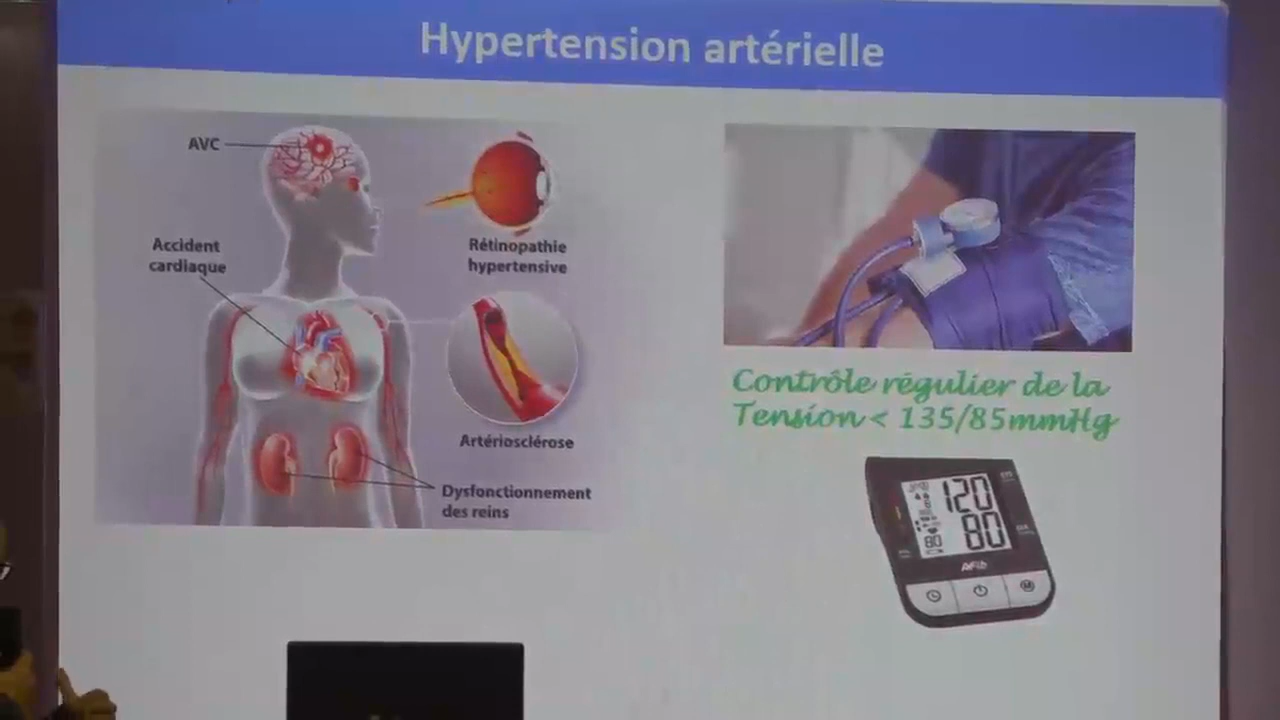 Hypertension artérielle
AVC
Accident
cardiaque
Rétinopathie
hypertensive
Artériosclérose
Dysfonctionnement
des reins
Contrôle régulier de la
Tension < 135/85mmHg
120
80
80